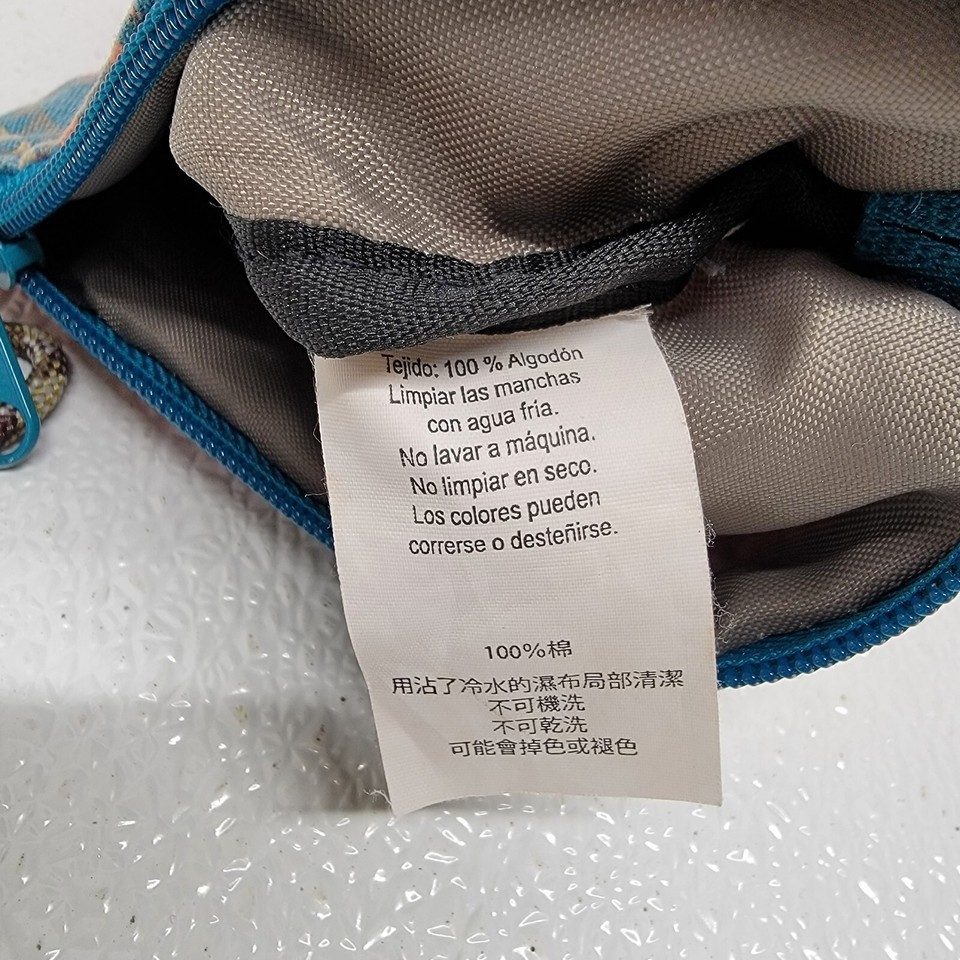 Tejido: 100 % Algodón
Limpiar las manchas
con agua fría.
No lavar a máquina.
No limpiar en seco.
Los colores pueden
correrse o desteñirse.
100%棉
用沾了冷水的濕布局部清潔
不可機洗
不可乾洗
可能會掉色或褪色